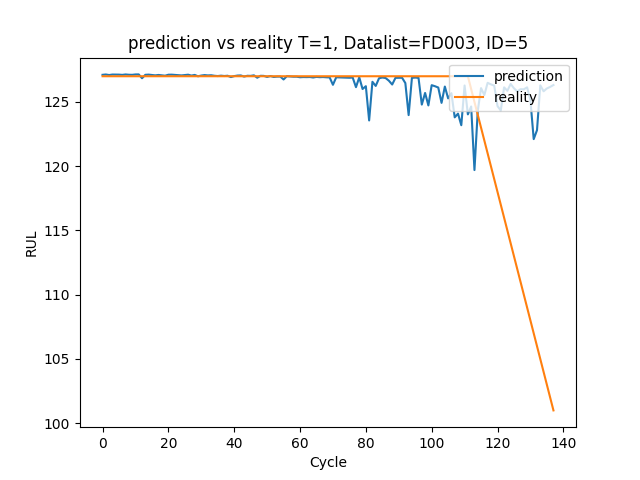 prediction vs reality T=1, Datalist=FD003, ID=5
prediction
reality
125
120
115
110
105
100
RUL
0 20 40 60 80 100 120 140
Cycle